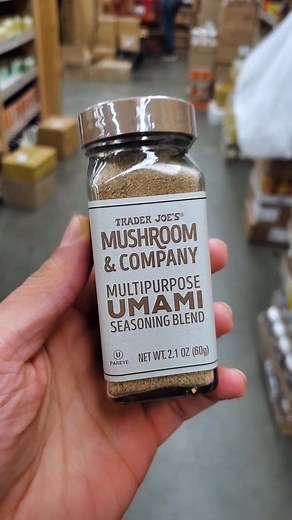 TRADER JOE'S®
MUSHROOM
& COMPANY
MULTIPURPOSE
UMAMI
SEASONING BLEND
U
PAREVE
NET WT. 2.1 OZ (60g)